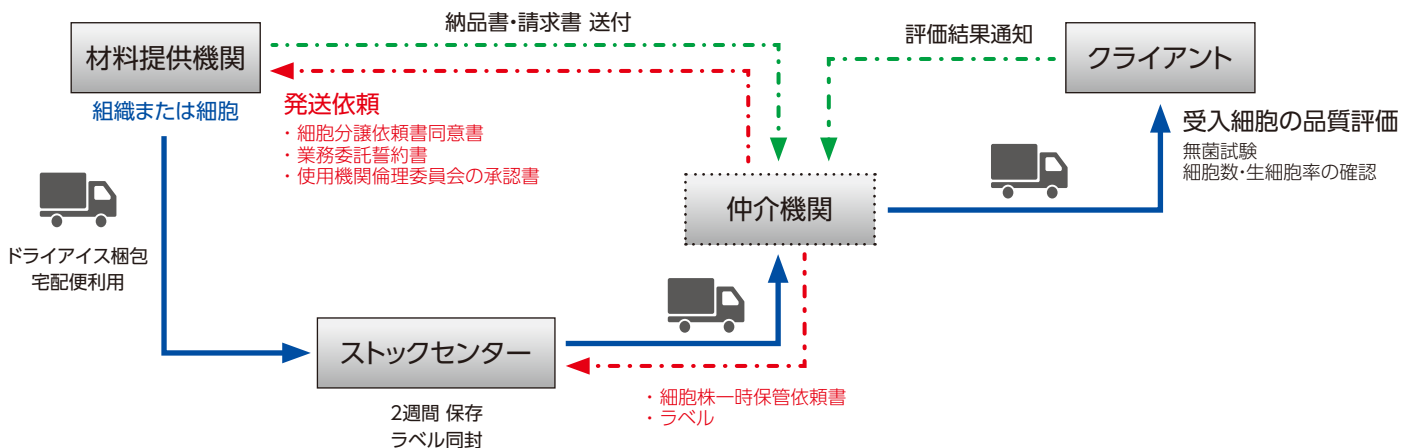 納品書・請求書 送付
評価結果通知
材料提供機関
クライアント
組織または細胞
発送依頼
・細胞分譲依頼書同意書
・業務委託誓約書
・使用機関倫理委員会の承認書
受入細胞の品質評価
無菌試験
細胞数・生細胞率の確認
仲介機関
ドライアイス梱包
宅配便利用
ストックセンター
・細胞株一時保管依頼書
・ラベル
2週間 保存
ラベル同封